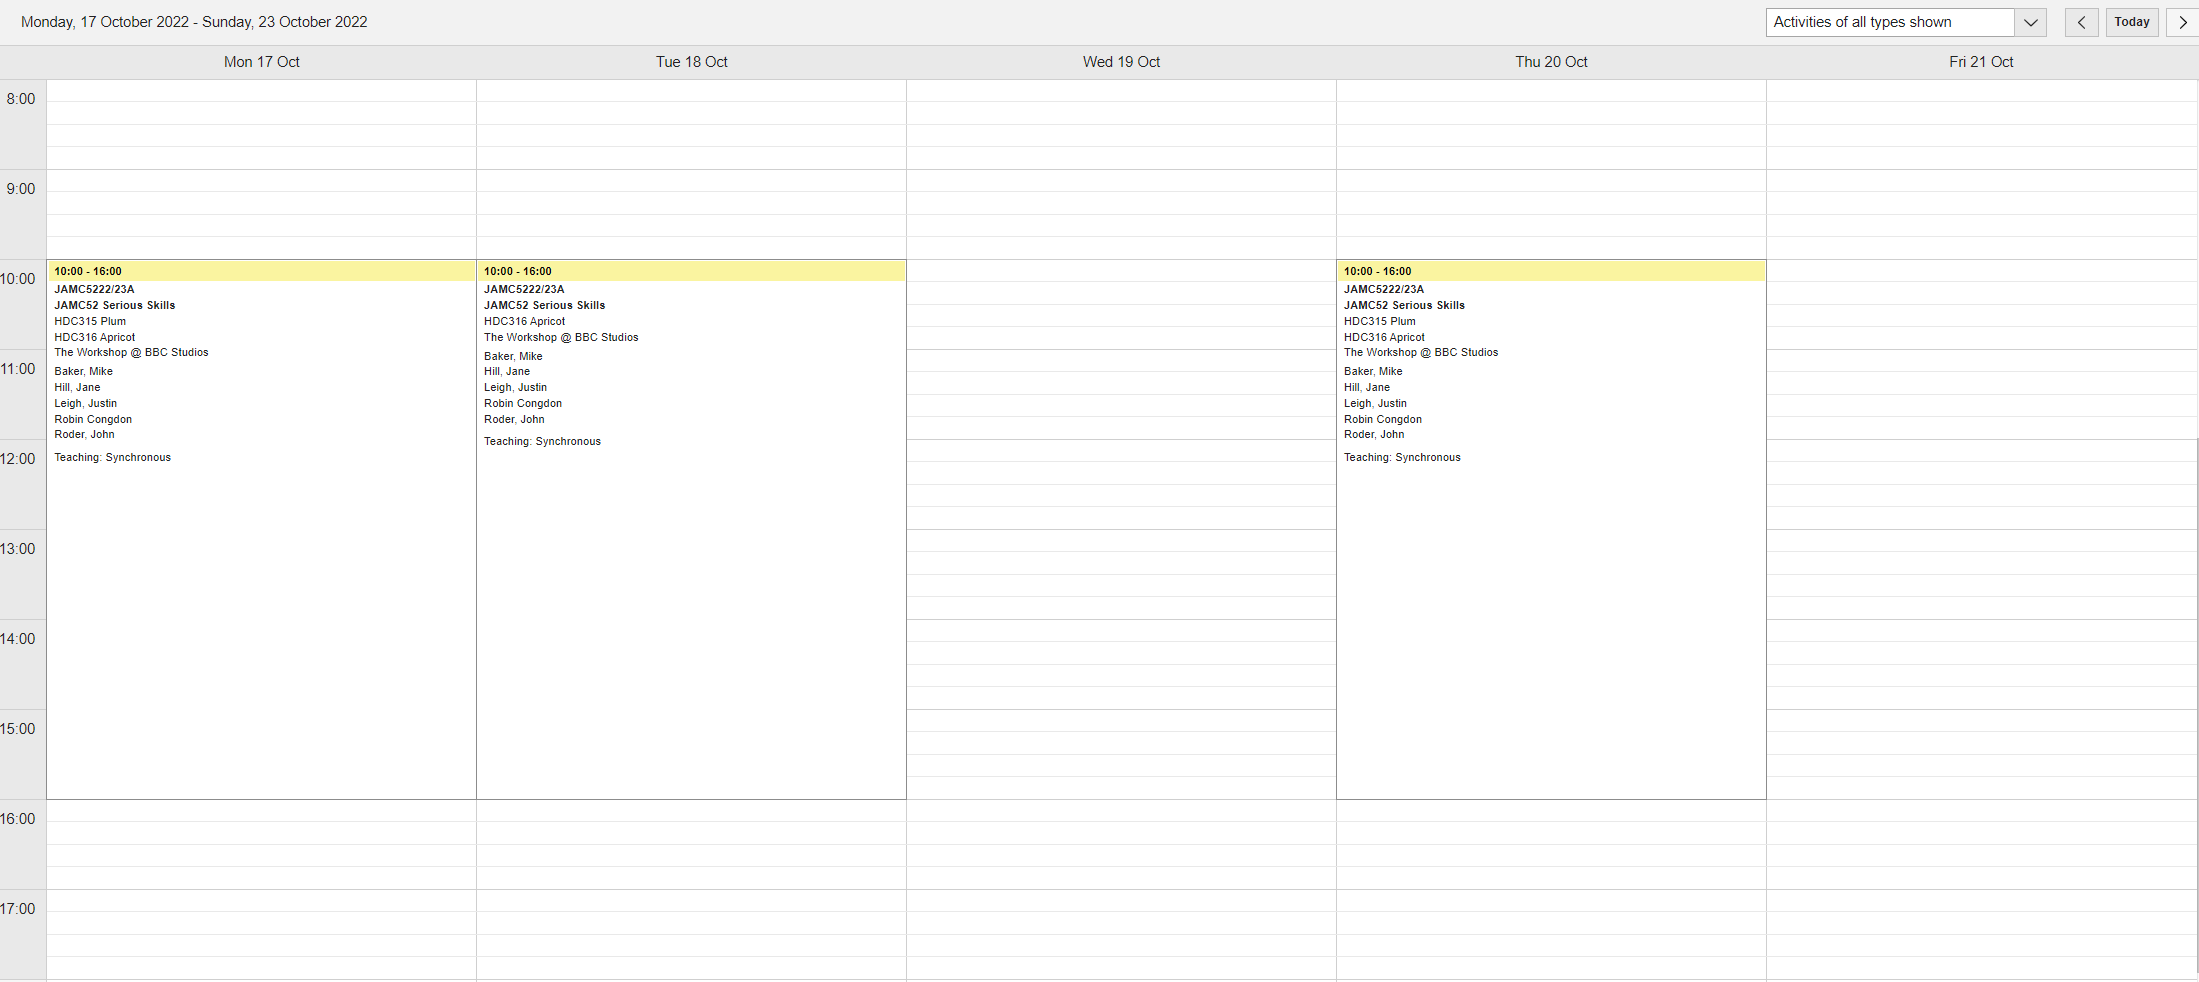 Monday, 17 October 2022 - Sunday, 23 October 2022
Activities of all types shown
Today
Mon 17 Oct
Tue 18 Oct
Wed 19 Oct
Thu 20 Oct
Fri 21 Oct
8:00
9:00
10:00
11:00
12:00
13:00
14:00
15:00
16:00
17:00
10:00 - 16:00
JAMC5222/23A
JAMC52 Serious Skills
HDC315 Plum
HDC316 Apricot
The Workshop @ BBC Studios
Baker, Mike
Hill, Jane
Leigh, Justin
Robin Congdon
Roder, John
Teaching: Synchronous
10:00 - 16:00
JAMC5222/23A
JAMC52 Serious Skills
HDC316 Apricot
The Workshop @ BBC Studios
Baker, Mike
Hill, Jane
Leigh, Justin
Robin Congdon
Roder, John
Teaching: Synchronous
10:00 - 16:00
JAMC5222/23A
JAMC52 Serious Skills
HDC315 Plum
HDC316 Apricot
The Workshop @ BBC Studios
Baker, Mike
Hill, Jane
Leigh, Justin
Robin Congdon
Roder, John
Teaching: Synchronous